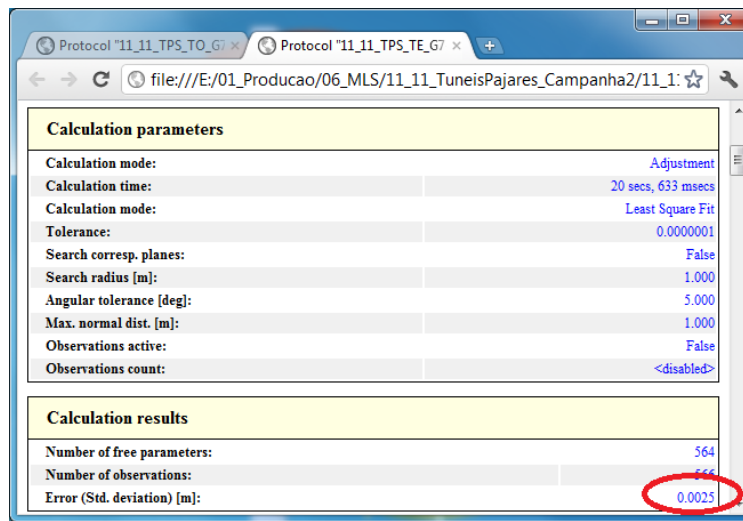 Protocol "11_11_TPS_TO_G7
Protocol "11_11_TPS_TE_G7
file:///E:/01_Producao/06_MLS/11_11_TuneisPajares_Campanha2/11_1
Calculation parameters
Calculation mode: Adjustment
Calculation time: 20 secs, 633 msecs
Calculation mode: Least Square Fit
Tolerance: 0.0000001
Search corresp. planes: False
Search radius [m]: 1.000
Angular tolerance [deg]: 5.000
Max. normal dist. [m]: 1.000
Observations active: False
Observations count: <disabled>
Calculation results
Number of free parameters: 564
Number of observations: 566
Error (Std. deviation) [m]: 0.0025